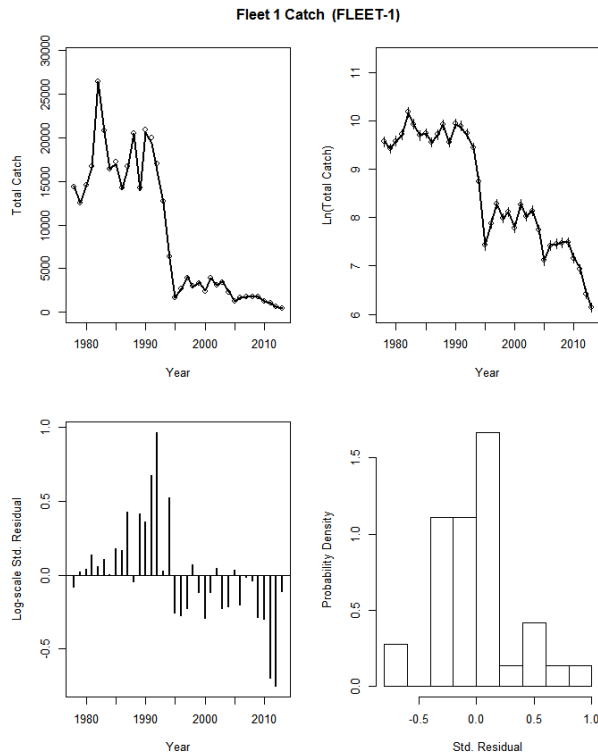 Fleet 1 Catch (FLEET-1)
Total Catch
30000
25000
20000
15000
10000
5000
0
1980 1990 2000 2010
Year
Ln(Total Catch)
11
10
9
8
7
6
1980 1990 2000 2010
Year
Log-scale Std. Residual
1.0
0.5
0.0
-0.5
1980 1990 2000 2010
Year
Probability Density
1.5
1.0
0.5
0.0
-0.5 0.0 0.5 1.0
Std. Residual